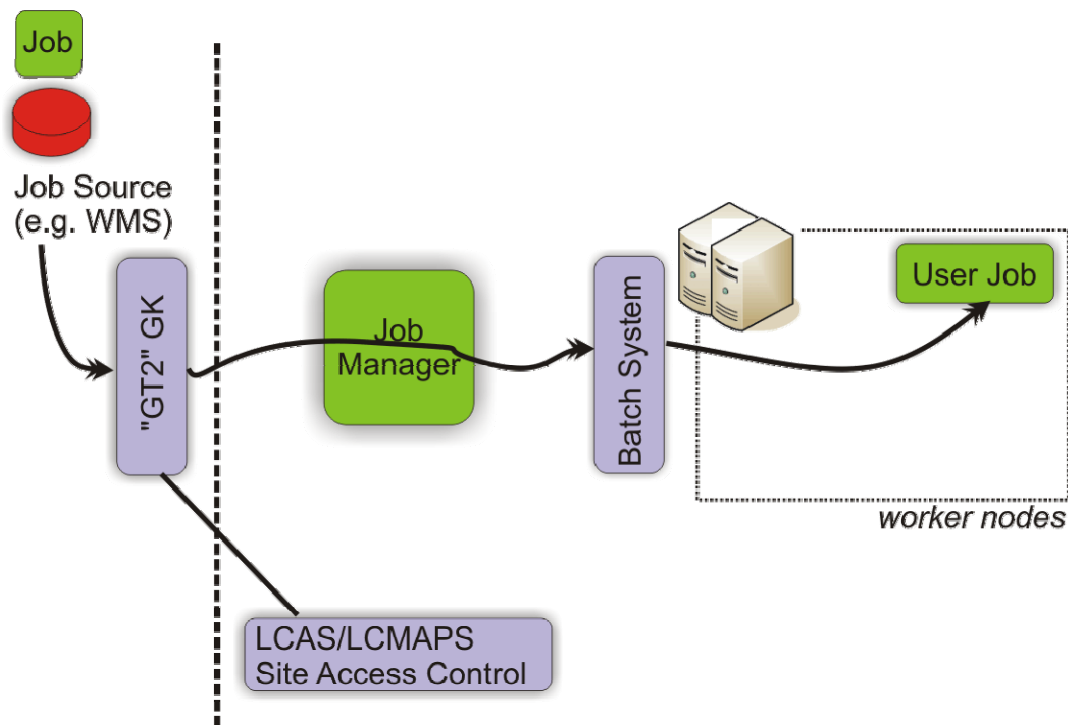 Job
Job Source
(e.g. WMS)
"GT2" GK
Job
Manager
Batch System
User Job
worker nodes
LCAS/LCMAPS
Site Access Control